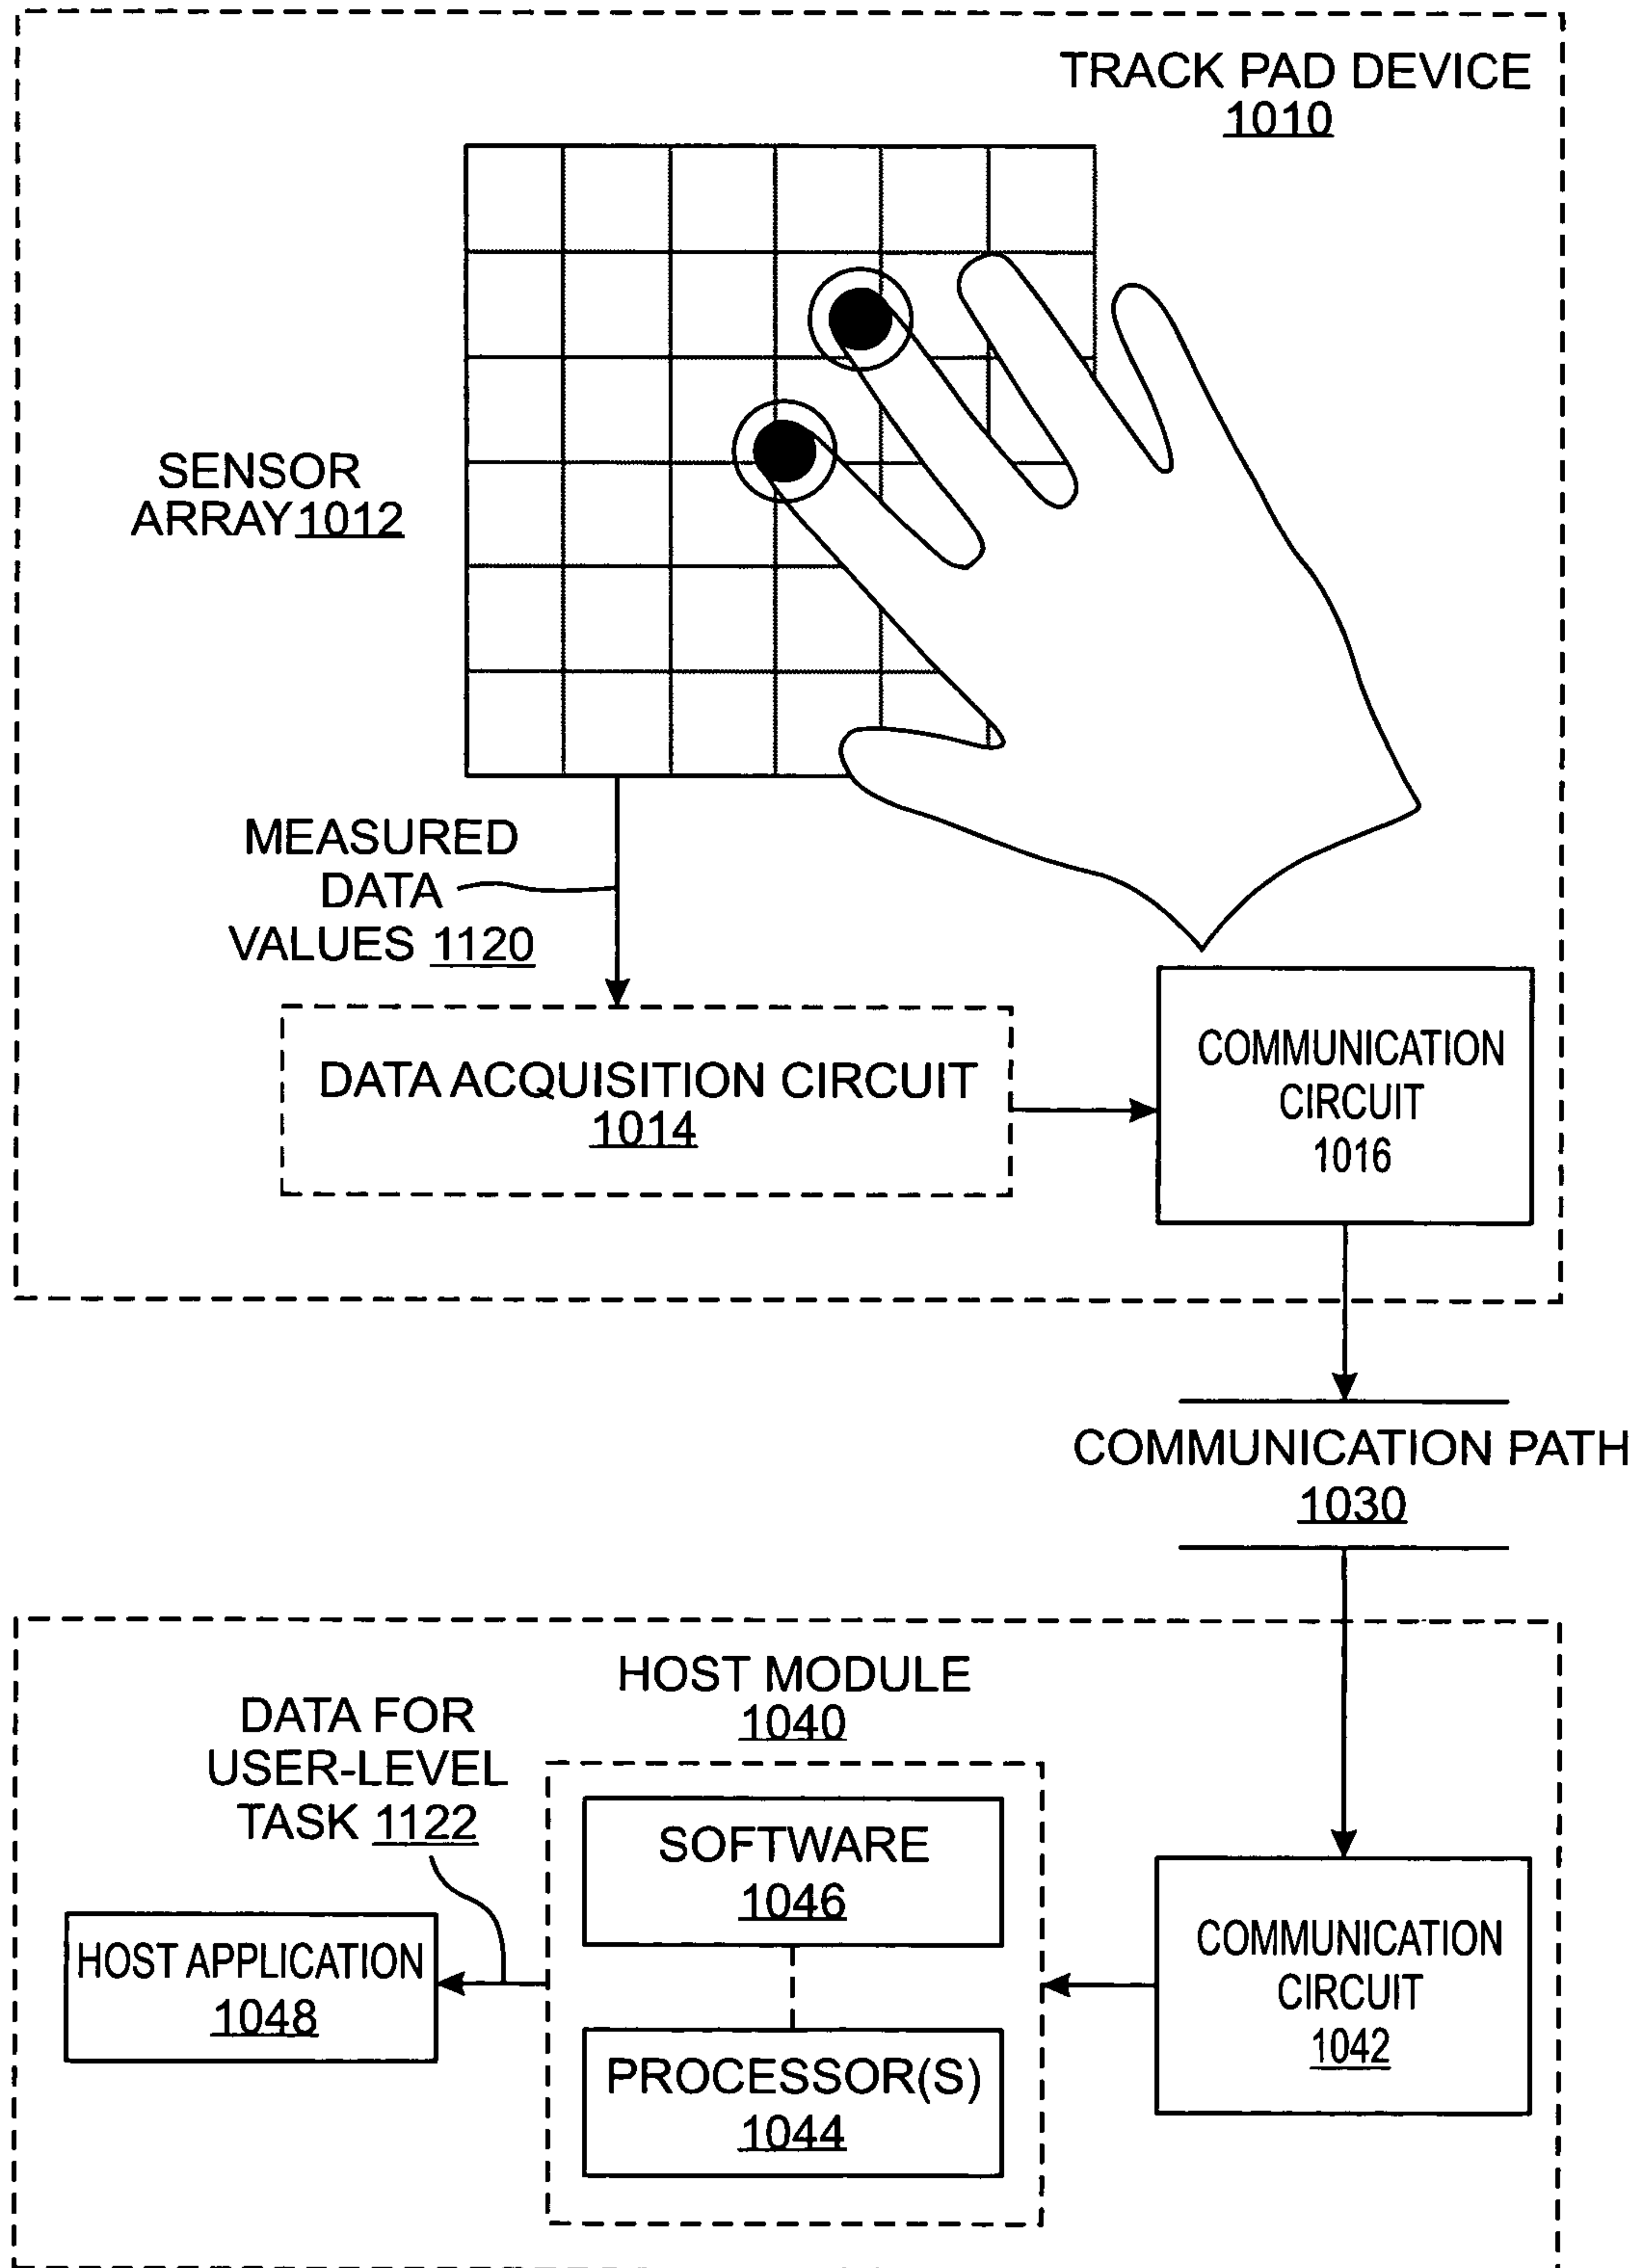 TRACK PAD DEVICE
1010
SENSOR
ARRAY 1012
MEASURED
DATA
VALUES 1120
DATA ACQUISITION CIRCUIT
1014
COMMUNICATION
CIRCUIT
1016
COMMUNICATION PATH
1030
HOST MODULE
1040
DATA FOR
USER-LEVEL
TASK 1122
SOFTWARE
1046
HOST APPLICATION
1048
PROCESSOR(S)
1044
COMMUNICATION
CIRCUIT
1042